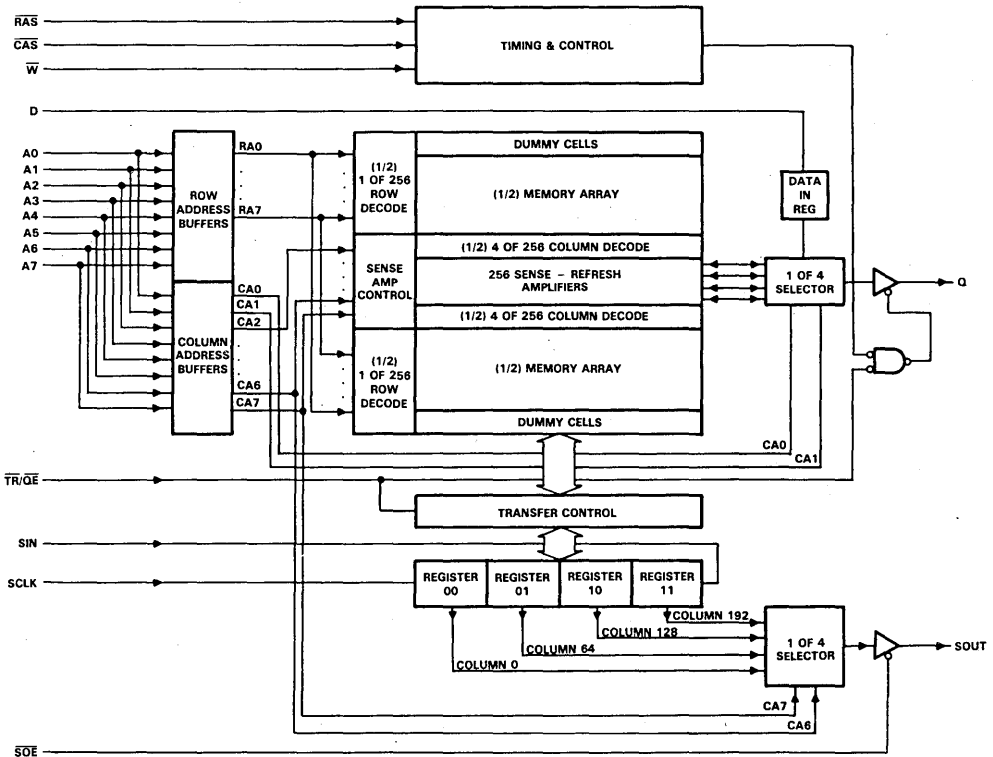 RAS
CAS
W
TIMING & CONTROL
D
A0
A1
A2
A3
A4
A5
A6
A7
ROW
ADDRESS
BUFFERS
COLUMN
ADDRESS
BUFFERS
RA0
RA7
CA0
CA1
CA2
CA6
CA7
(1/2)
1 OF 256
ROW
DECODE
SENSE
AMP
CONTROL
(1/2)
1 OF 256
ROW
DECODE
DUMMY CELLS
(1/2) MEMORY ARRAY
(1/2) 4 OF 256 COLUMN DECODE
256 SENSE – REFRESH
AMPLIFIERS
(1/2) 4 OF 256 COLUMN DECODE
(1/2) MEMORY ARRAY
DUMMY CELLS
DATA
IN
REG
1 OF 4
SELECTOR
Q
CA0
CA1
TR/QE
TRANSFER CONTROL
SIN
SCLK
REGISTER
00
REGISTER
01
REGISTER
10
REGISTER
11
COLUMN 192
COLUMN 128
COLUMN 64
COLUMN 0
1 OF 4
SELECTOR
SOUT
CA7
CA6
SOE